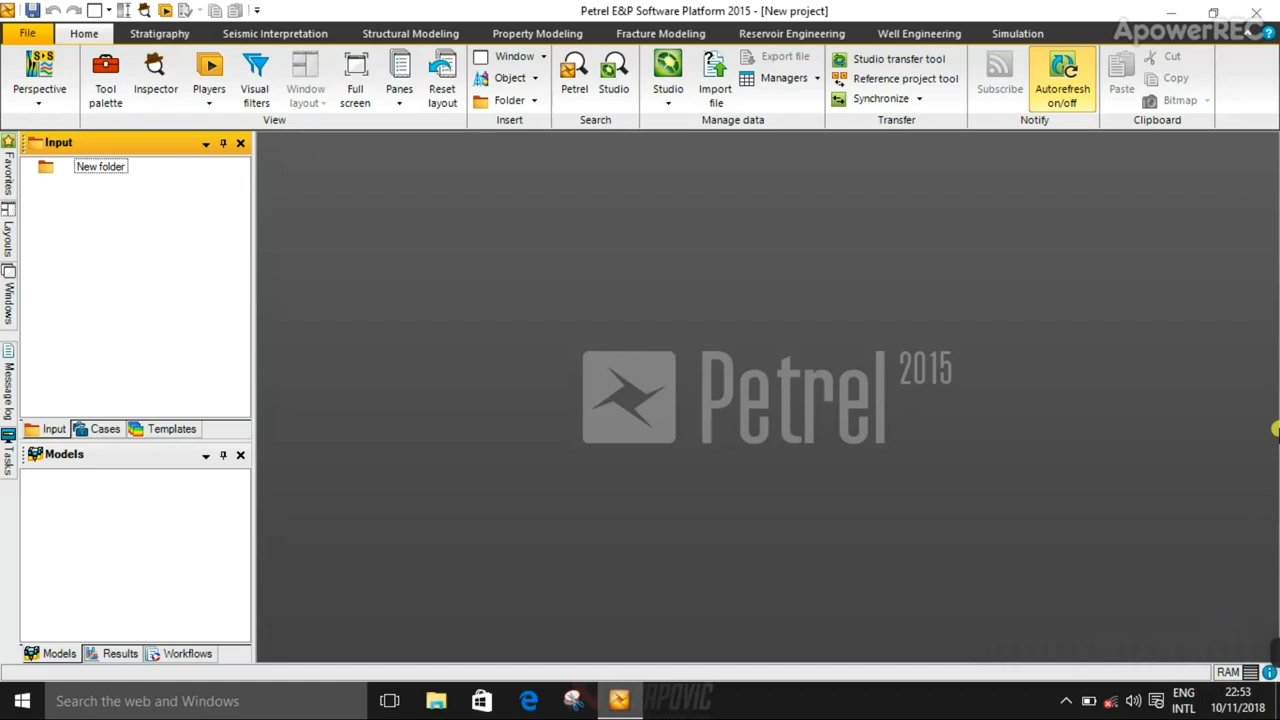 Petrel E&P Software Platform 2015 - [New project]
ApowerREC
File
Home
Stratigraphy
Seismic Interpretation
Structural Modeling
Property Modeling
Fracture Modeling
Reservoir Engineering
Well Engineering
Simulation
Perspective
Tool palette
Inspector
Players
Visual filters
Window layout
Full screen
Panes
Reset layout
View
Window
Object
Folder
Insert
Petrel
Studio
Search
Studio
Import file
Export file
Managers
Manage data
Studio transfer tool
Reference project tool
Synchronize
Transfer
Subscribe
Autorefresh on/off
Notify
Paste
Cut
Copy
Bitmap
Clipboard
Favorites
Layouts
Windows
Message log
Tasks
Input
New folder
Input
Cases
Templates
Models
Models
Results
Workflows
Petrel 2015
RAM
Search the web and Windows
APOVIC
ENG
INTL
22:53
10/11/2018